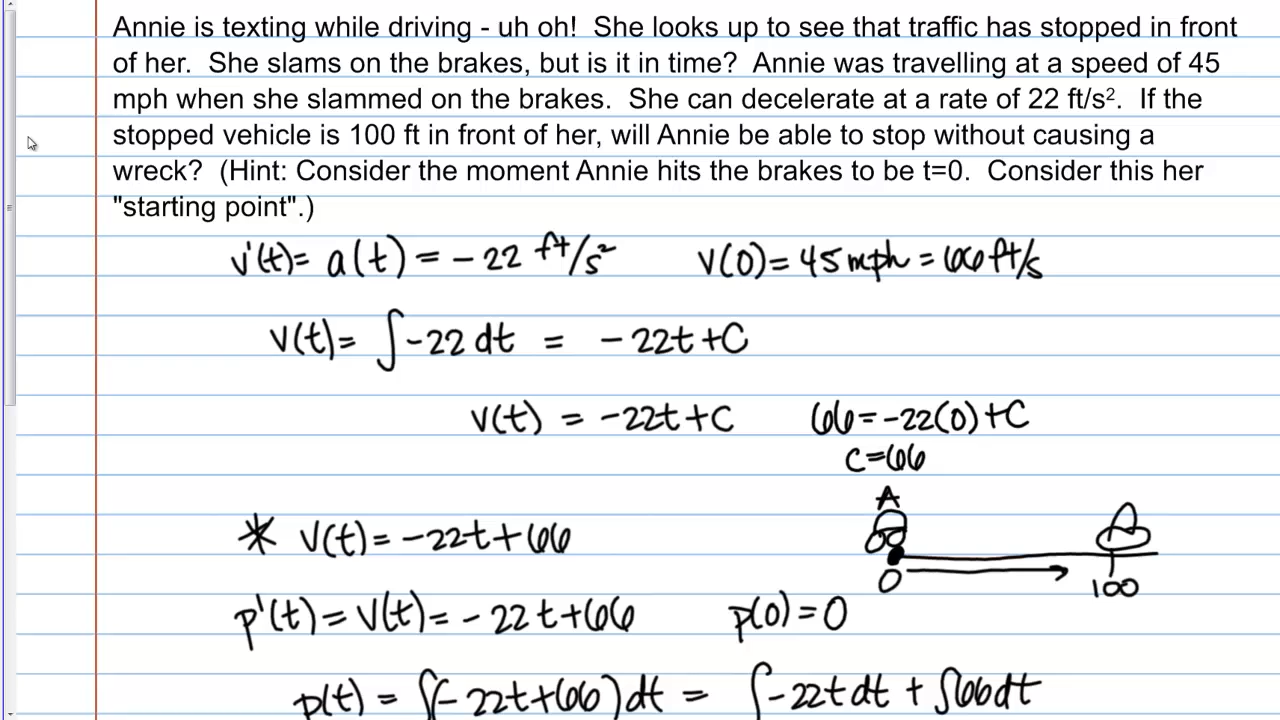 Annie is texting while driving - uh oh! She looks up to see that traffic has stopped in front
of her. She slams on the brakes, but is it in time? Annie was travelling at a speed of 45
mph when she slammed on the brakes. She can decelerate at a rate of 22 ft/s². If the
stopped vehicle is 100 ft in front of her, will Annie be able to stop without causing a
wreck? (Hint: Consider the moment Annie hits the brakes to be t=0. Consider this her
"starting point".)
v'(t)= a(t) = -22 ft/s² v(0)= 45mph = 66ft/s
v(t)= ∫-22 dt = -22t+C
v(t) = -22t+C 66=-22(0)+C
C=66
A
* v(t)= -22t+66
0 100
p'(t)= v(t)= -22t+66 p(0)=0
p(t) = ∫(-22t+66)dt = ∫-22t dt + ∫66dt